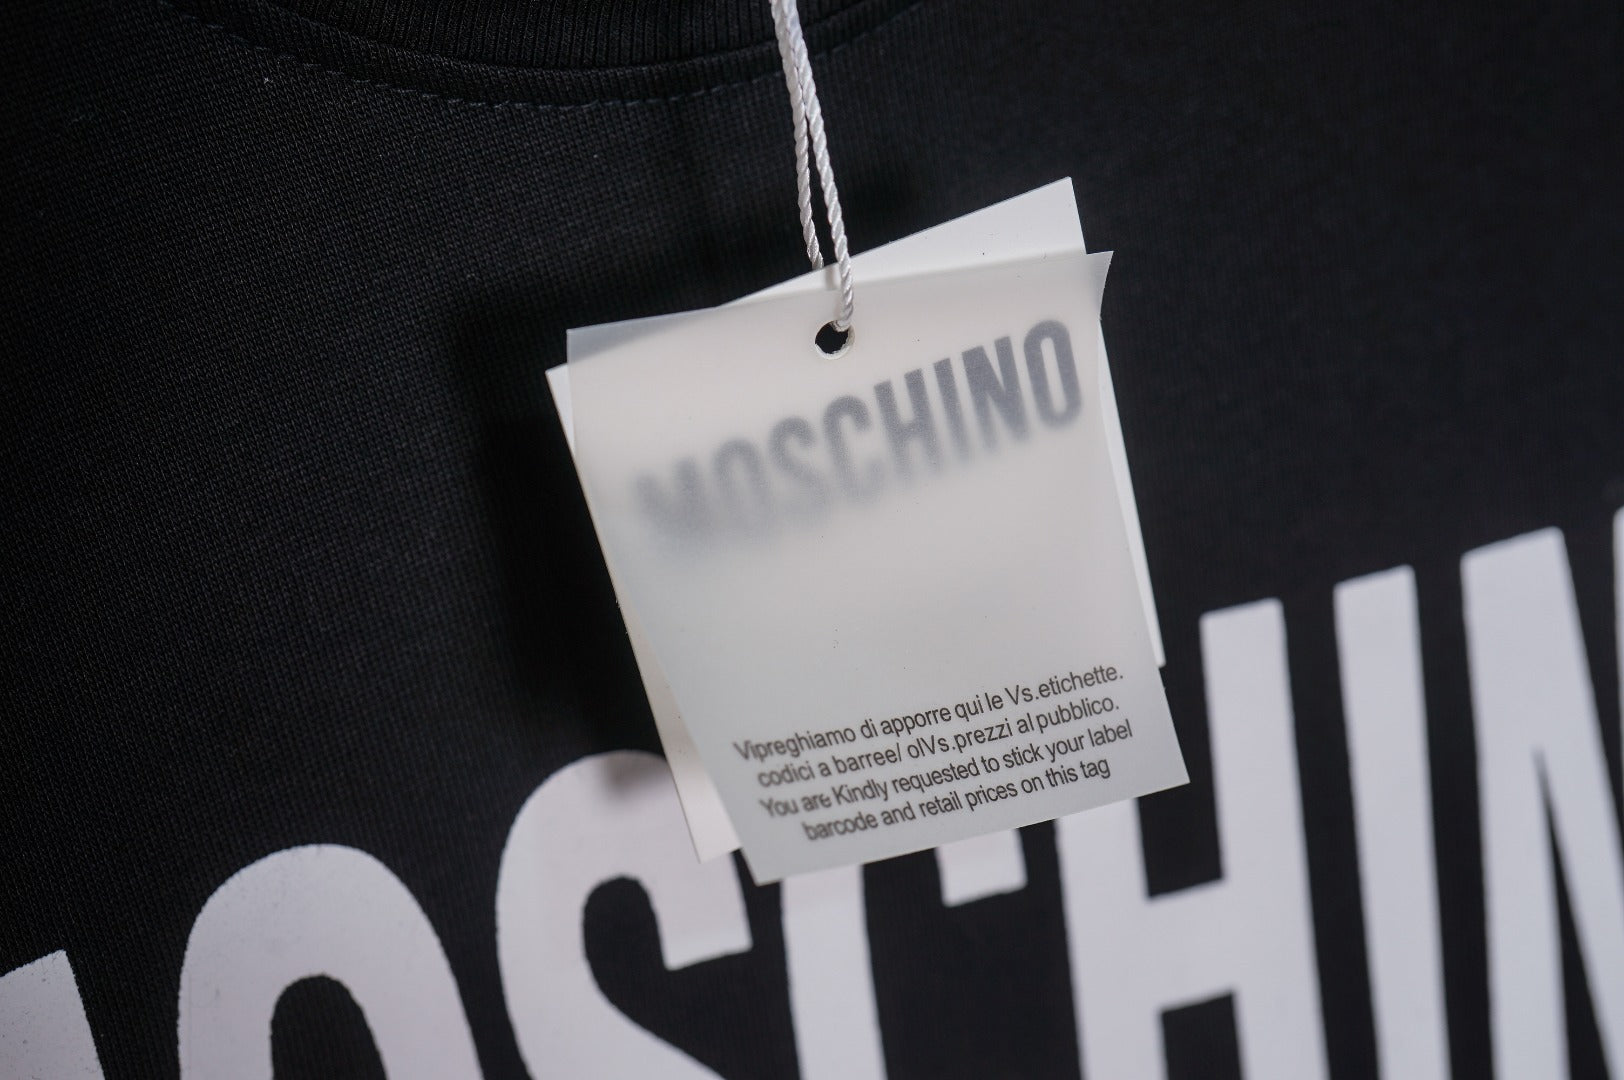 MOSCHINO
Vipreghiamo di apporre qui le Vs.etichette.
codici a barree/ olVs.prezzi al pubblico.
You are Kindly requested to stick your label
barcode and retail prices on this tag
MOSCHIN